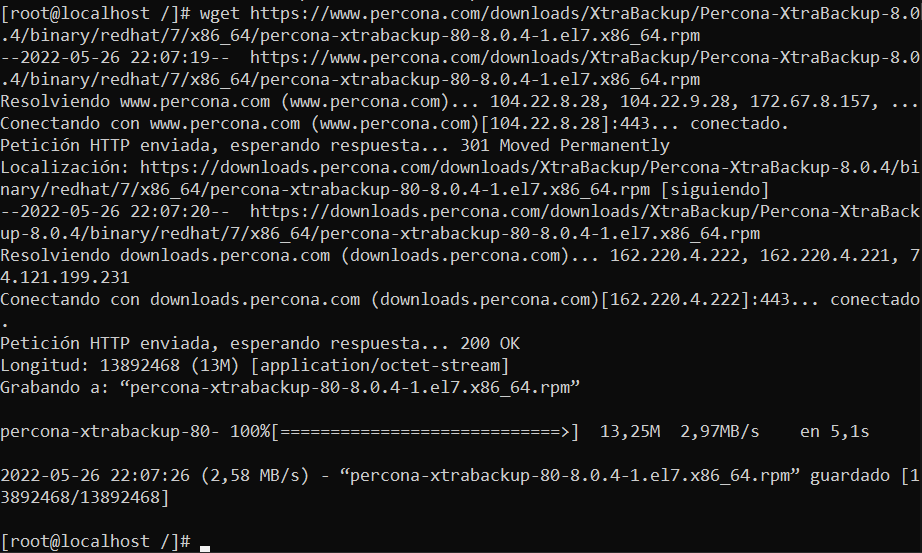 [root@localhost /]# wget https://www.percona.com/downloads/XtraBackup/Percona-XtraBackup-8.0
.4/binary/redhat/7/x86_64/percona-xtrabackup-80-8.0.4-1.el7.x86_64.rpm
--2022-05-26 22:07:19--  https://www.percona.com/downloads/XtraBackup/Percona-XtraBackup-8.0
.4/binary/redhat/7/x86_64/percona-xtrabackup-80-8.0.4-1.el7.x86_64.rpm
Resolviendo www.percona.com (www.percona.com)... 104.22.8.28, 104.22.9.28, 172.67.8.157, ...
Conectando con www.percona.com (www.percona.com)[104.22.8.28]:443... conectado.
Petición HTTP enviada, esperando respuesta... 301 Moved Permanently
Localización: https://downloads.percona.com/downloads/XtraBackup/Percona-XtraBackup-8.0.4/bi
nary/redhat/7/x86_64/percona-xtrabackup-80-8.0.4-1.el7.x86_64.rpm [siguiendo]
--2022-05-26 22:07:20--  https://downloads.percona.com/downloads/XtraBackup/Percona-XtraBack
up-8.0.4/binary/redhat/7/x86_64/percona-xtrabackup-80-8.0.4-1.el7.x86_64.rpm
Resolviendo downloads.percona.com (downloads.percona.com)... 162.220.4.222, 162.220.4.221, 7
4.121.199.231
Conectando con downloads.percona.com (downloads.percona.com)[162.220.4.222]:443... conectado
.
Petición HTTP enviada, esperando respuesta... 200 OK
Longitud: 13892468 (13M) [application/octet-stream]
Grabando a: “percona-xtrabackup-80-8.0.4-1.el7.x86_64.rpm”
percona-xtrabackup-80- 100%[============================>]  13,25M  2,97MB/s    en 5,1s
2022-05-26 22:07:26 (2,58 MB/s) - “percona-xtrabackup-80-8.0.4-1.el7.x86_64.rpm” guardado [1
3892468/13892468]
[root@localhost /]#